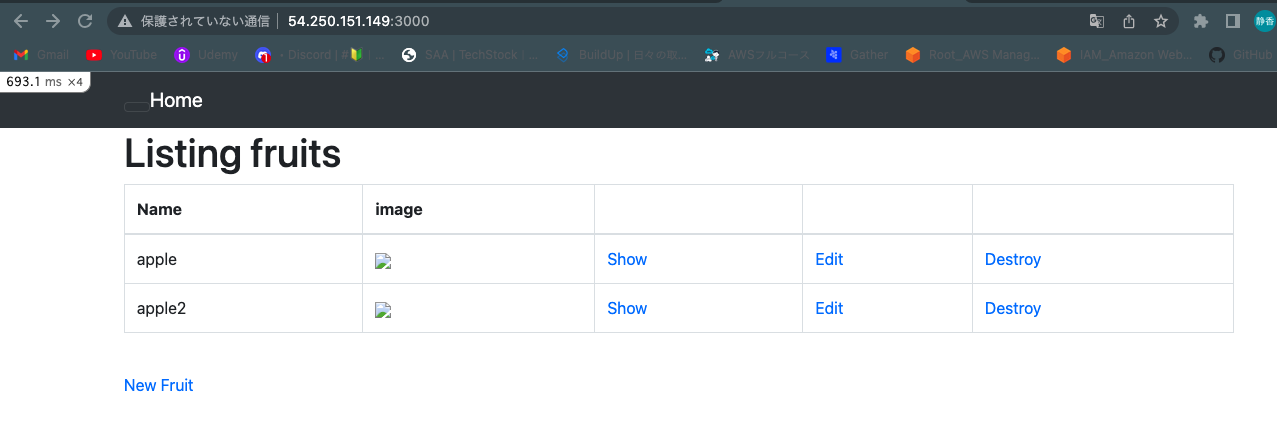 保護されていない通信 54.250.151.149:3000 静香
Gmail YouTube Udemy - Discord | #🔰 | ... SAA | TechStock |... BuildUp | 日々の取... AWSフルコース Gather Root_AWS Manag... IAM_Amazon Web... GitHub
693.1 ms ×4
Home
Listing fruits
Name image
apple Show Edit Destroy
apple2 Show Edit Destroy
New Fruit